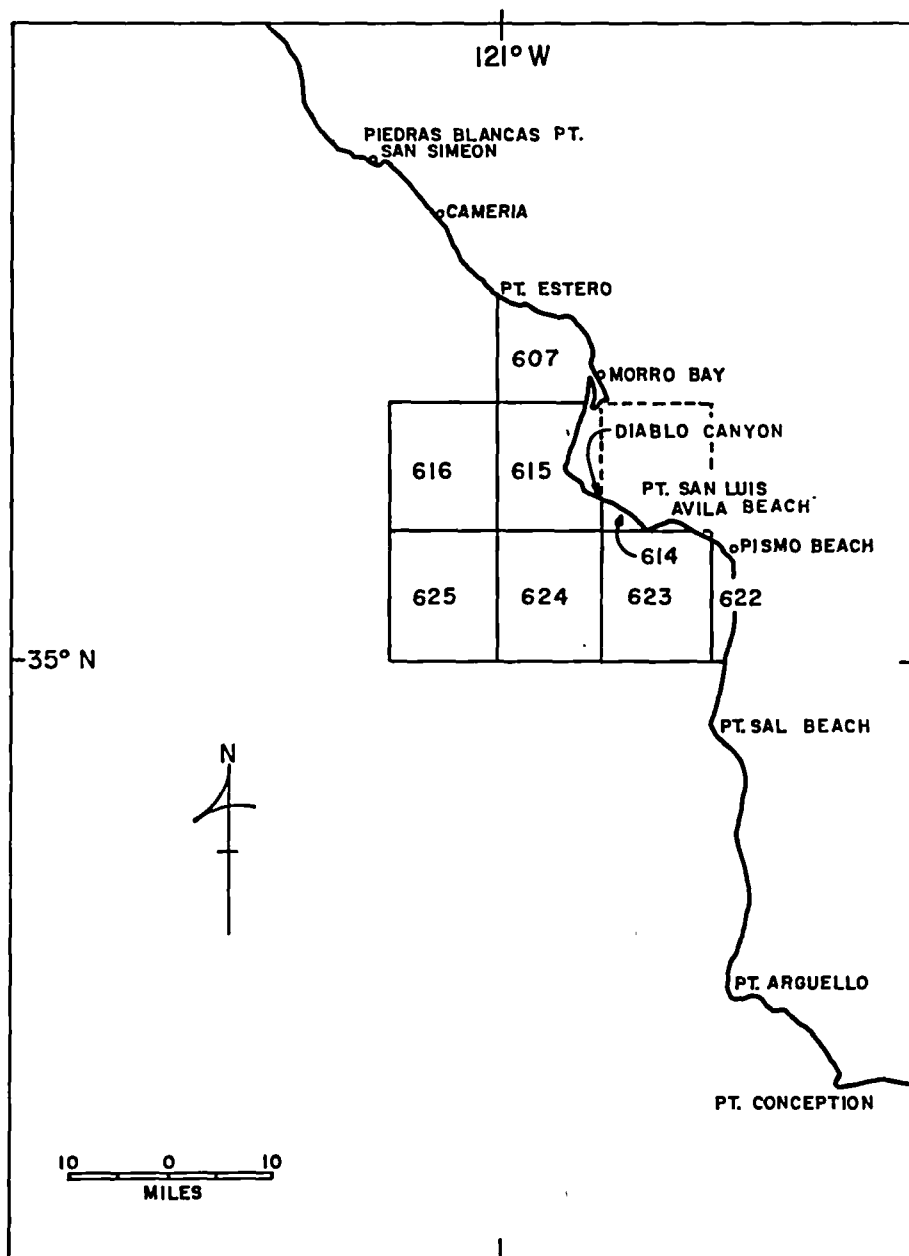 121° W
PIEDRAS BLANCAS PT.
SAN SIMEON
CAMERIA
PT. ESTERO
607
MORRO BAY
DIABLO CANYON
616
615
PT. SAN LUIS
AVILA BEACH
PISMO BEACH
614
625
624
623
622
35° N
PT. SAL BEACH
N
PT. ARGUELLO
PT. CONCEPTION
10 0 10
MILES